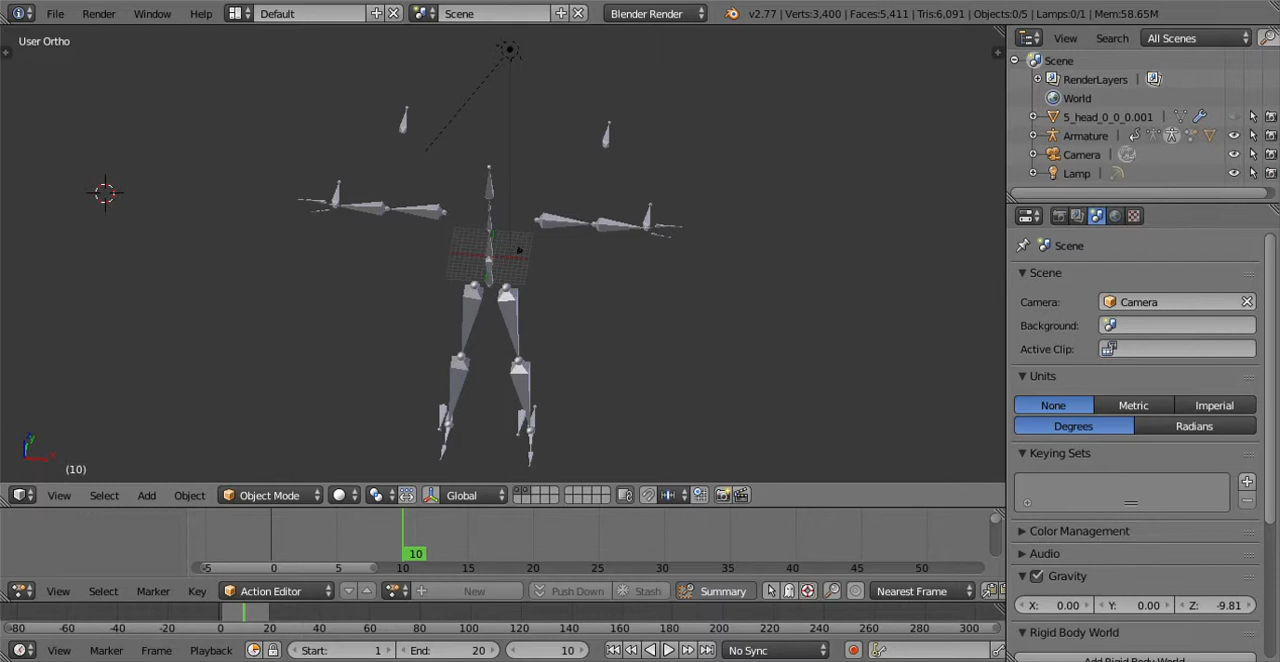 File Render Window Help Default Scene Blender Render v2.77 | Verts:3,400 | Faces:5,411 | Tris:6,091 | Objects:0/5 | Lamps:0/1 | Mem:58.65M
User Ortho
View Search All Scenes
Scene
RenderLayers
World
5_head_0_0_0.001
Armature
Camera
Lamp
Scene
Scene
Camera: Camera
Background:
Active Clip:
Units
None Metric Imperial
Degrees Radians
Keying Sets
Color Management
Audio
Gravity
X: 0.00 Y: 0.00 Z: -9.81
Rigid Body World
Add Rigid Body World
y
x
(10)
View Select Add Object Object Mode Global
10
-5 0 5 10 15 20 25 30 35 40 45 50
View Select Marker Key Action Editor New Push Down Stash Summary Nearest Frame
-80 -60 -40 -20 0 20 40 60 80 100 120 140 160 180 200 220 240 260 280 300
View Marker Frame Playback Start: 1 End: 20 10 No Sync